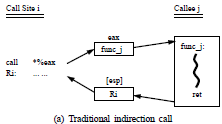 Call Site i
Callee j
eax
func_j
func_j:
call *%eax
Ri: ... ...
[esp]
Ri
ret
(a) Traditional indirection call